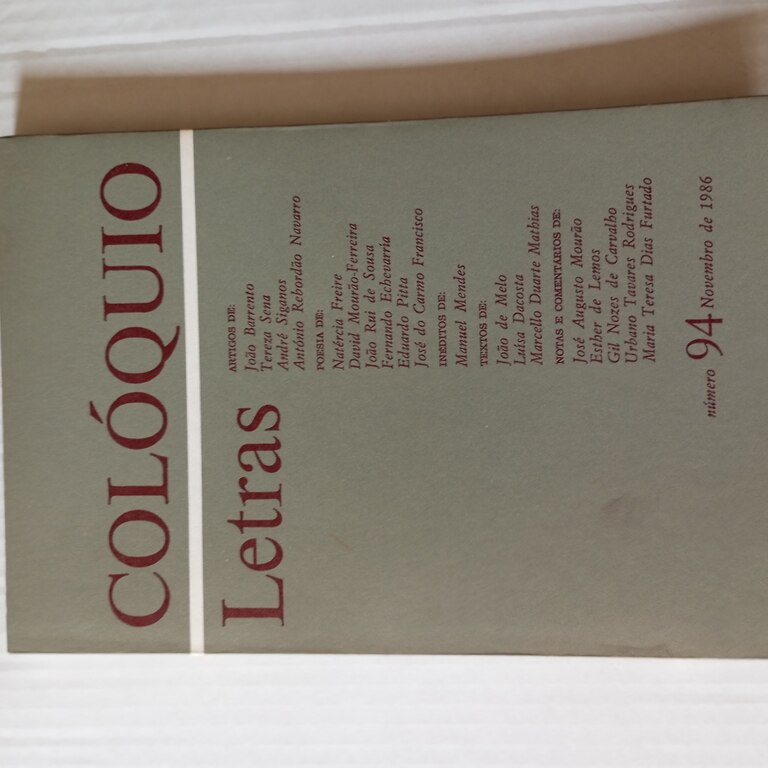 COLÓQUIO
Letras
ARTIGOS DE:
João Barrento
Tereza Sena
André Siganos
António Rebordão Navarro
POESIA DE:
Natércia Freire
David Mourão-Ferreira
João Rui de Sousa
Fernando Echevarria
Eduardo Pitta
José do Carmo Francisco
INÉDITOS DE:
Manuel Mendes
TEXTOS DE:
João de Melo
Luísa Dacosta
Marcello Duarte Mathias
NOTAS E COMENTÁRIOS DE:
José Augusto Mourão
Esther de Lemos
Gil Nozes de Carvalho
Urbano Tavares Rodrigues
Maria Teresa Dias Furtado
número 94 Novembro de 1986